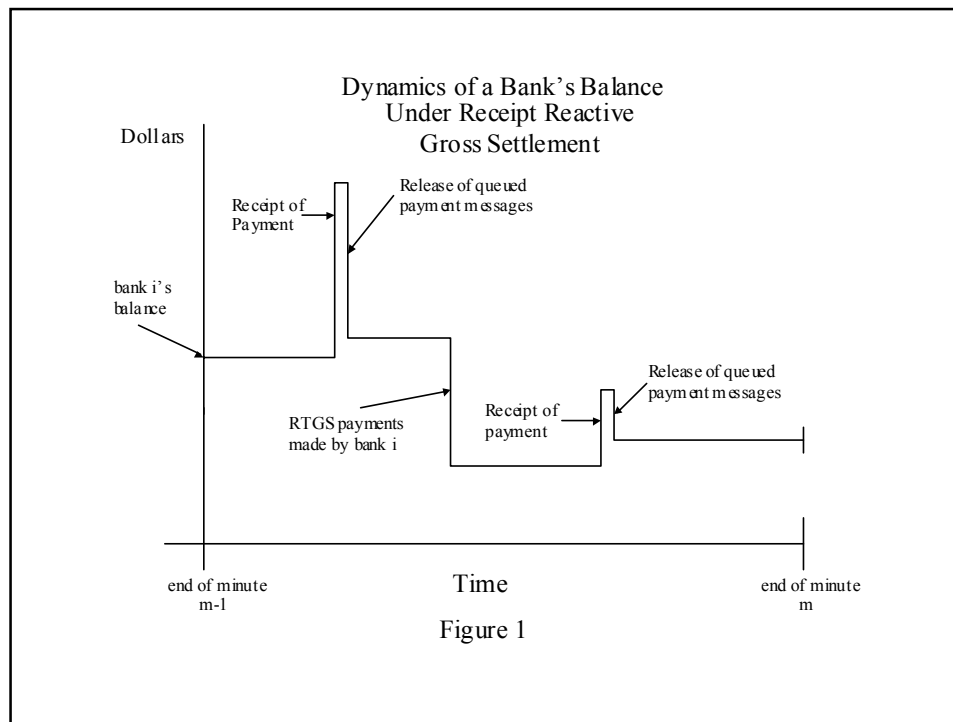 Dynamics of a Bank's Balance
Under Receipt Reactive
Gross Settlement
Dollars
Receipt of
Payment
Release of queued
payment messages
bank i's
balance
RTGS payments
made by bank i
Receipt of
payment
Release of queued
payment messages
end of minute
m-1
Time
end of minute
m
Figure 1